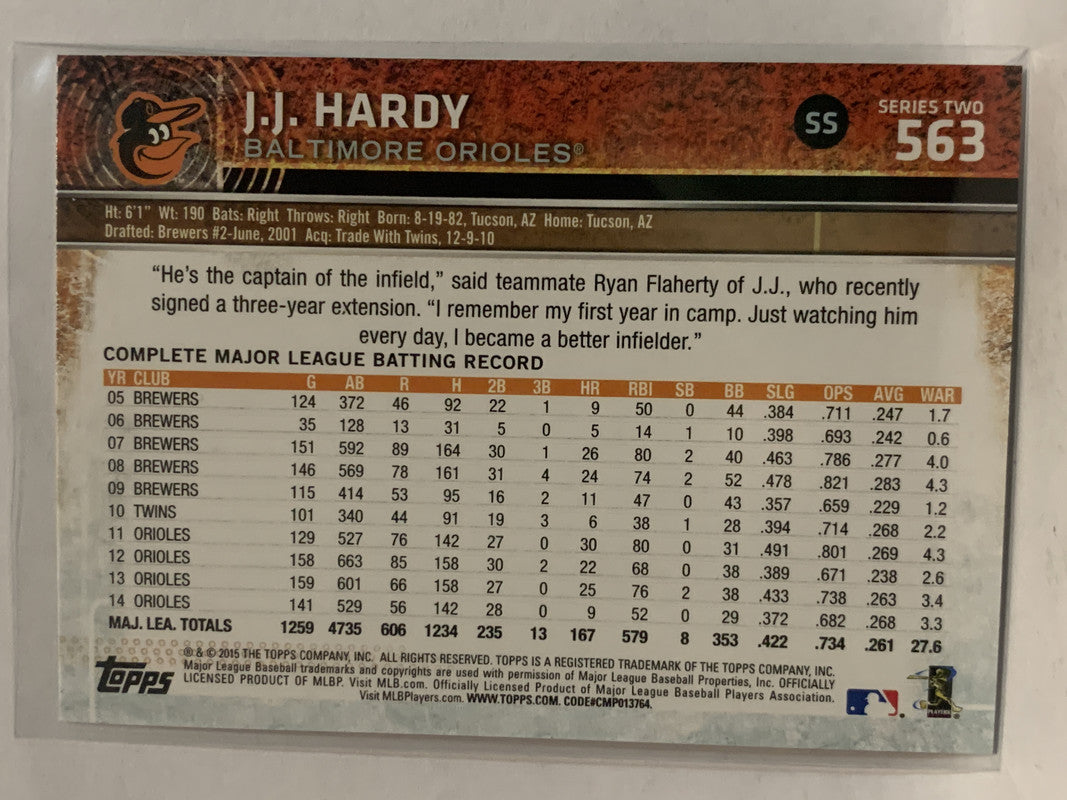 J.J. HARDY
BALTIMORE ORIOLES®
SS
SERIES TWO
563
Ht: 6'1" Wt: 190 Bats: Right Throws: Right Born: 8-19-82, Tucson, AZ Home: Tucson, AZ
Drafted: Brewers #2-June, 2001 Acq: Trade With Twins, 12-9-10
“He's the captain of the infield,” said teammate Ryan Flaherty of J.J., who recently
signed a three-year extension. “I remember my first year in camp. Just watching him
every day, I became a better infielder.”
COMPLETE MAJOR LEAGUE BATTING RECORD
YR CLUB G AB R H 2B 3B HR RBI SB BB SLG OPS AVG WAR
05 BREWERS 124 372 46 92 22 1 9 50 0 44 .384 .711 .247 1.7
06 BREWERS 35 128 13 31 5 0 5 14 1 10 .398 .693 .242 0.6
07 BREWERS 151 592 89 164 30 1 26 80 2 40 .463 .786 .277 4.0
08 BREWERS 146 569 78 161 31 4 24 74 2 52 .478 .821 .283 4.3
09 BREWERS 115 414 53 95 16 2 11 47 0 43 .357 .659 .229 1.2
10 TWINS 101 340 44 91 19 3 6 38 1 28 .394 .714 .268 2.2
11 ORIOLES 129 527 76 142 27 0 30 80 0 31 .491 .801 .269 4.3
12 ORIOLES 158 663 85 158 30 2 22 68 0 38 .389 .671 .238 2.6
13 ORIOLES 159 601 66 158 27 0 25 76 2 38 .433 .738 .263 3.4
14 ORIOLES 141 529 56 142 28 0 9 52 0 29 .372 .682 .268 3.3
MAJ. LEA. TOTALS 1259 4735 606 1234 235 13 167 579 8 353 .422 .734 .261 27.6
Topps
® & © 2015 THE TOPPS COMPANY, INC. ALL RIGHTS RESERVED. TOPPS IS A REGISTERED TRADEMARK OF THE TOPPS COMPANY, INC.
Major League Baseball trademarks and copyrights are used with permission of Major League Baseball Properties, Inc. OFFICIALLY
LICENSED PRODUCT OF MLBP. Visit MLB.com. Officially Licensed Product of Major League Baseball Players Association.
Visit MLBPlayers.com. WWW.TOPPS.COM. CODE#CMP013764.
PLAYERS